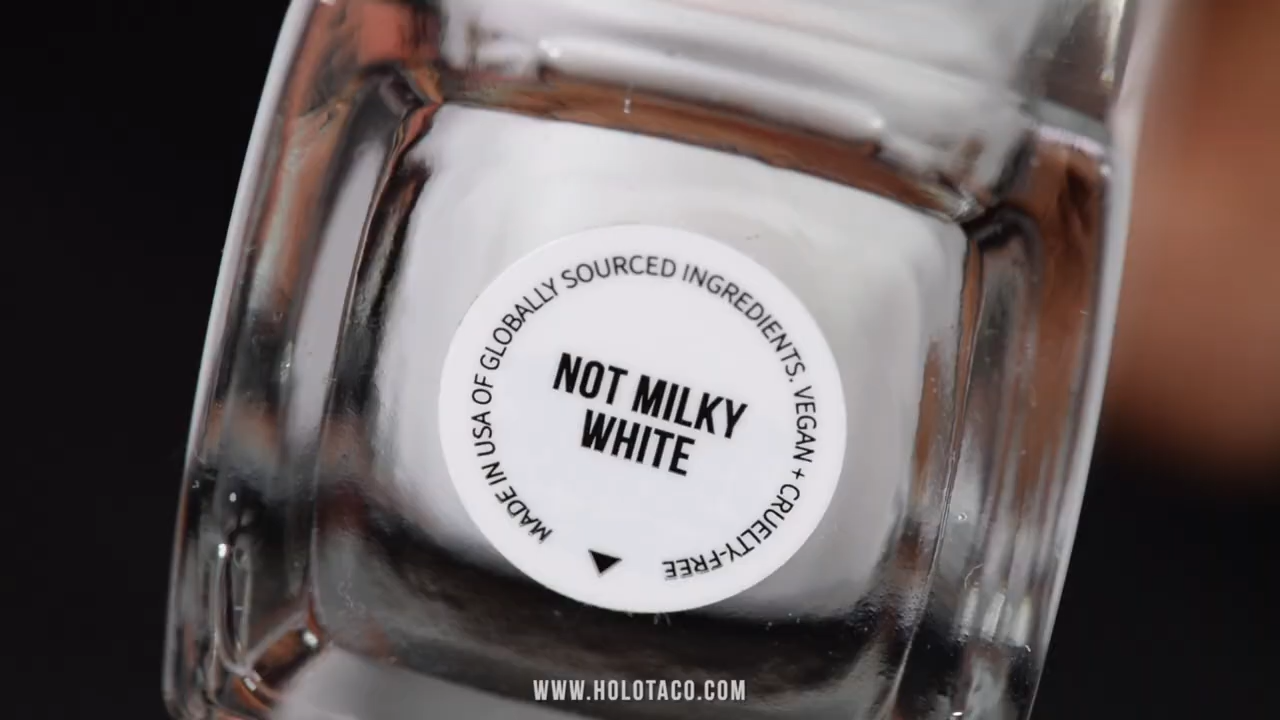 MADE IN USA OF GLOBALLY SOURCED INGREDIENTS. VEGAN + CRUELTY-FREE
NOT MILKY
WHITE
WWW.HOLOTACO.COM